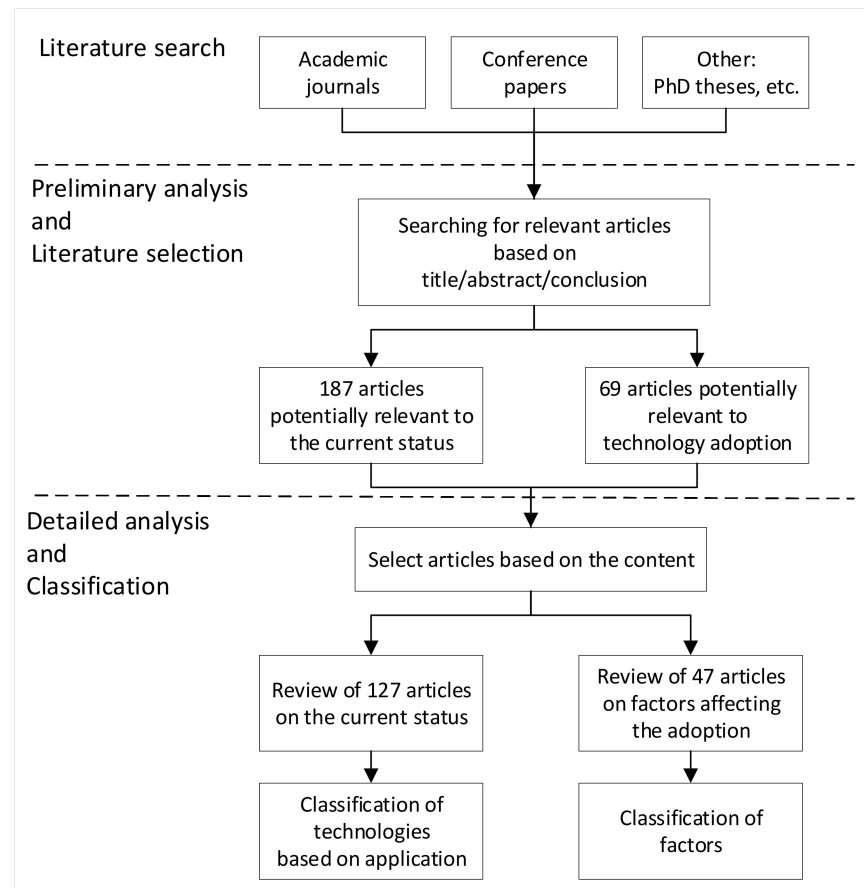 Literature search
Academic
journals
Conference
papers
Other:
PhD theses, etc.
Preliminary analysis
and
Literature selection
Searching for relevant articles
based on
title/abstract/conclusion
187 articles
potentially relevant to
the current status
69 articles potentially
relevant to
technology adoption
Detailed analysis
and
Classification
Select articles based on the content
Review of 127 articles
on the current status
Review of 47 articles
on factors affecting
the adoption
Classification of
technologies
based on application
Classification of
factors